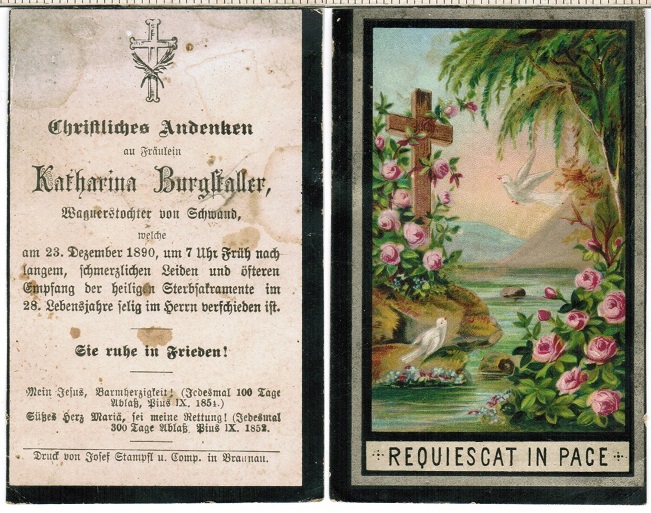 Christliches Andenken
an Fräulein
Katharina Burgstaller,
Wagnerstochter von Schwand,
welche
am 23. Dezember 1890, um 7 Uhr Früh nach
langem, schmerzlichen Leiden und öfteren
Empfang der heiligen Sterbsakramente im
28. Lebensjahre selig im Herrn verschieden ist.
Sie ruhe in Frieden!
Mein Jesus, Barmherzigkeit! (Jedesmal 100 Tage
Ablaß, Pius IX. 1854.)
Süßes Herz Mariä, sei meine Rettung! (Jedesmal
300 Tage Ablaß, Pius IX. 1852.
Druck von Josef Stampfl u. Comp. in Braunau.
REQUIESCAT IN PACE